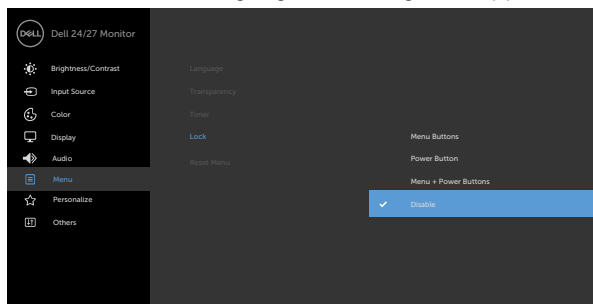 DELL Dell 24/27 Monitor
Brightness/Contrast
Input Source
Color
Display
Audio
Menu
Personalize
Others
Language
Transparency
Timer
Lock
Reset Menu
Menu Buttons
Power Button
Menu + Power Buttons
Disable